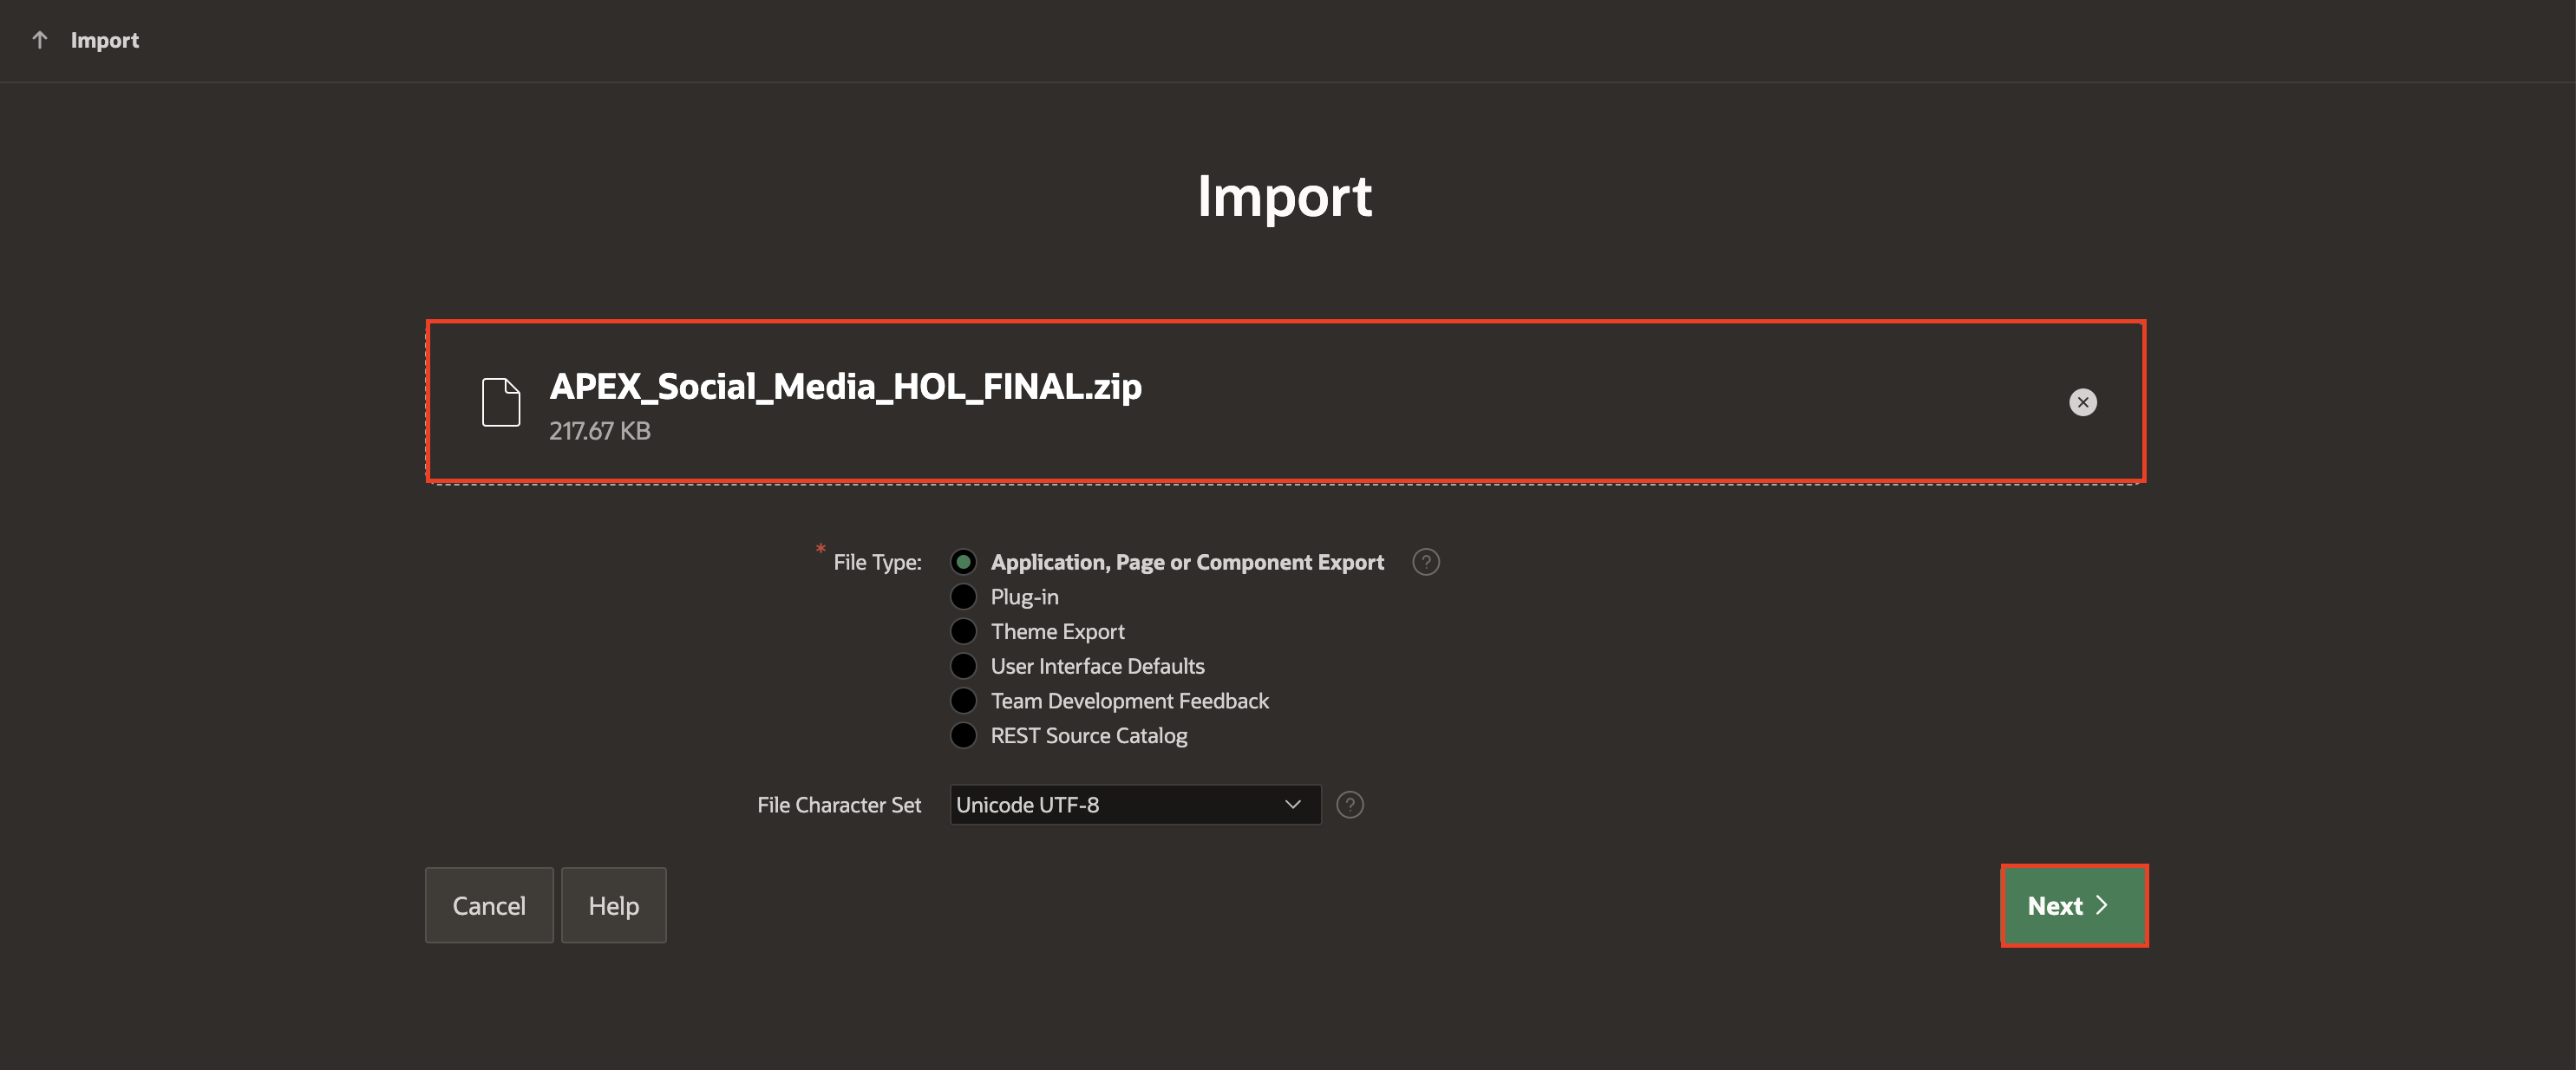 Import
Import
APEX_Social_Media_HOL_FINAL.zip
217.67 KB
* File Type:
Application, Page or Component Export ?
Plug-in
Theme Export
User Interface Defaults
Team Development Feedback
REST Source Catalog
File Character Set Unicode UTF-8 ?
Cancel Help Next